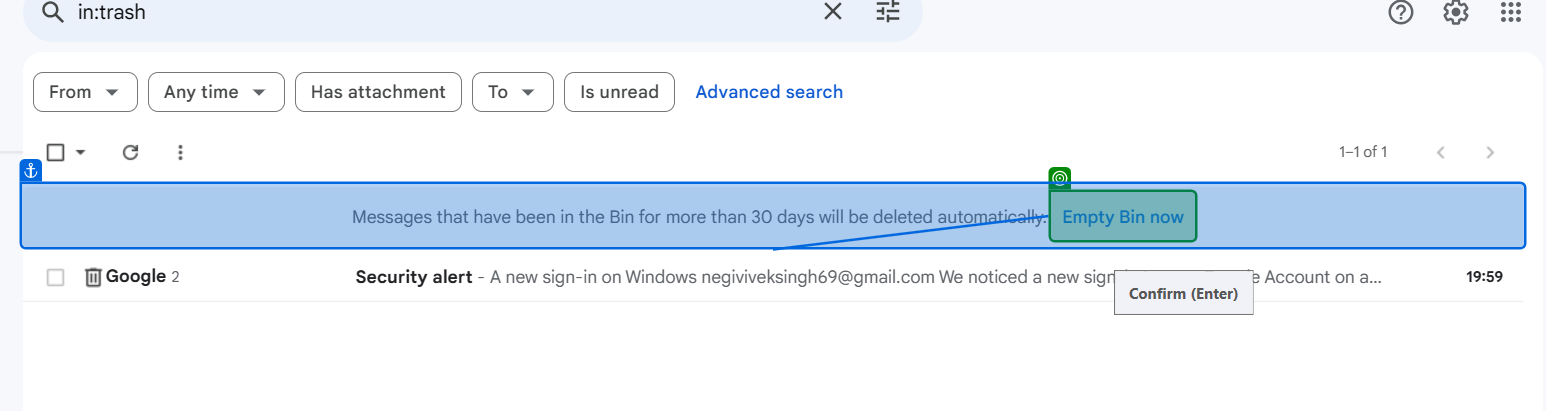 in:trash
From Any time Has attachment To Is unread Advanced search
1–1 of 1
Messages that have been in the Bin for more than 30 days will be deleted automatically. Empty Bin now
Google 2 Security alert - A new sign-in on Windows negiviveksingh69@gmail.com We noticed a new sign Account on a... 19:59
Confirm (Enter)